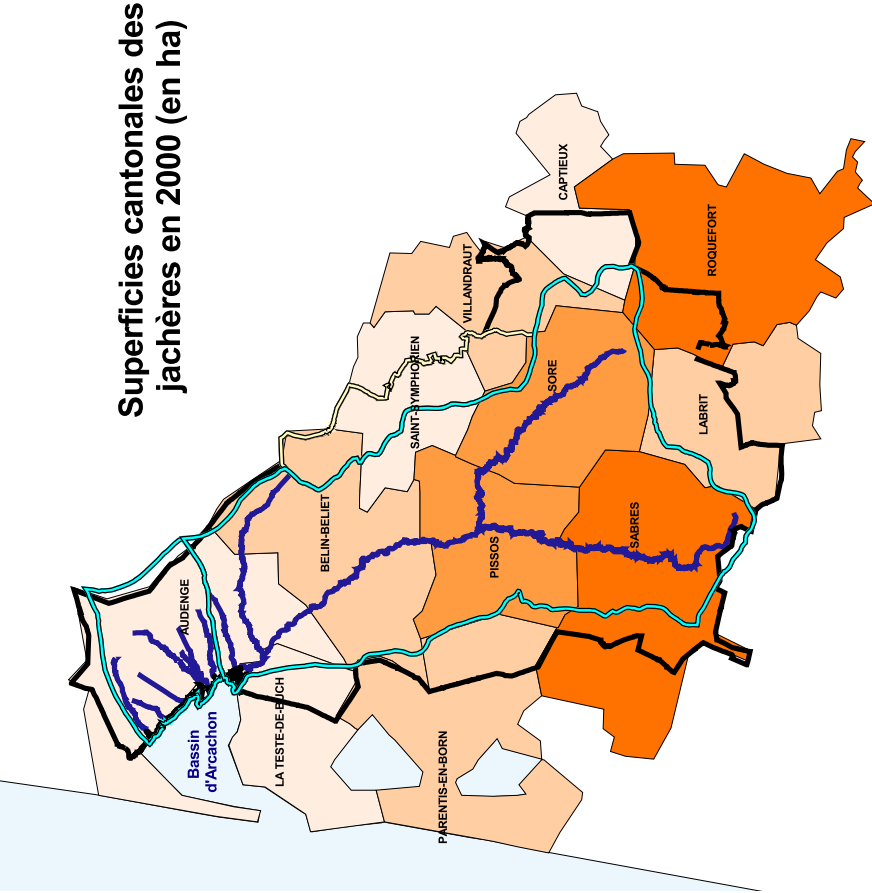 Superficies cantonales des
jachères en 2000 (en ha)
CAPTIEUX
ROQUEFORT
VILLANDRAUT
SAINT-SYMPHORIEN
SORE
LABRIT
BELIN-BELIET
SABRES
PISSOS
AUDENGE
LA TESTE-DE-BUCH
Bassin
d'Arcachon
PARENTIS-EN-BORN